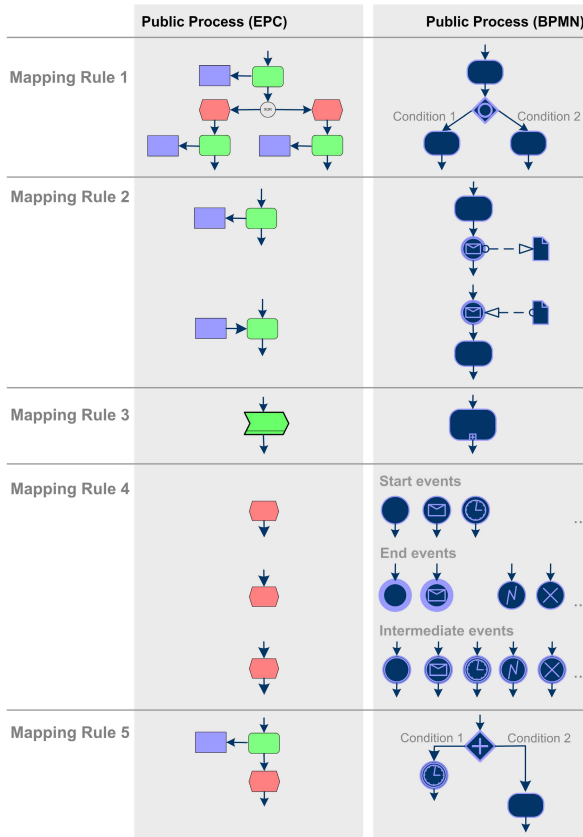 Public Process (EPC)
Public Process (BPMN)
Mapping Rule 1
Condition 1
Condition 2
Mapping Rule 2
Mapping Rule 3
Mapping Rule 4
Start events
...
End events
...
Intermediate events
...
Mapping Rule 5
Condition 1
Condition 2